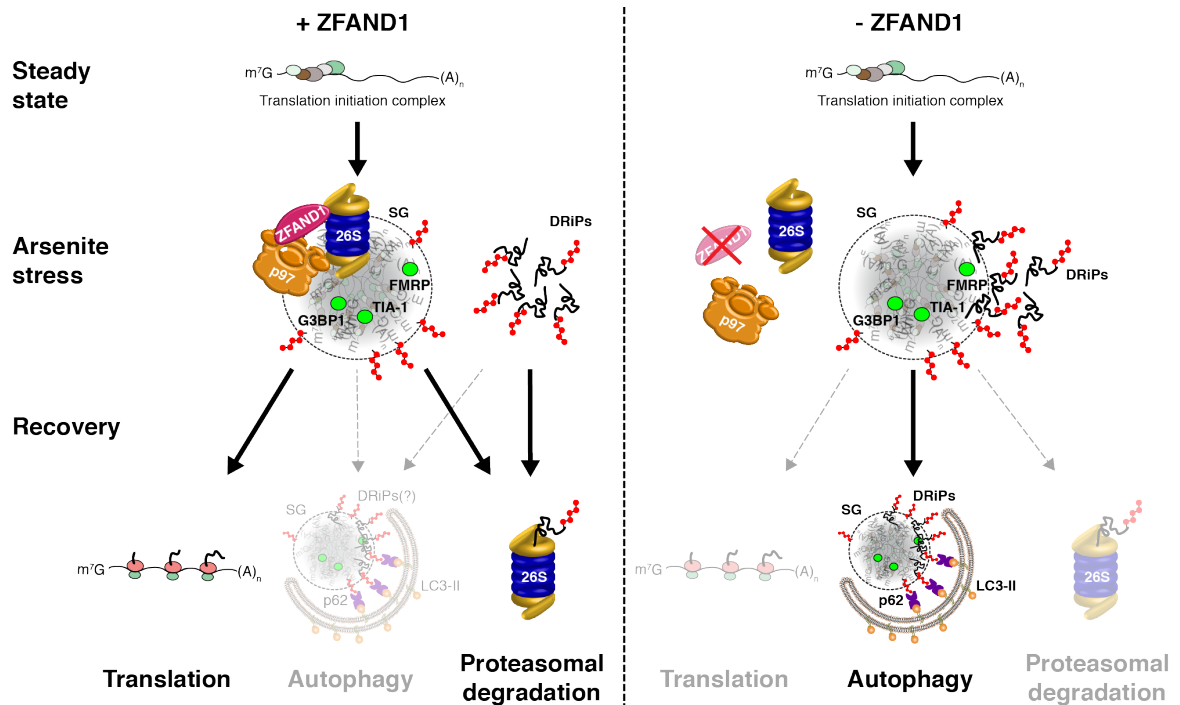 + ZFAND1
- ZFAND1
Steady
state
m⁷G
(A)n
Translation initiation complex
m⁷G
(A)n
Translation initiation complex
Arsenite
stress
ZFAND1
26S
p97
SG
FMRP
TIA-1
G3BP1
DRiPs
ZFAND1
26S
p97
SG
FMRP
TIA-1
G3BP1
DRiPs
Recovery
m⁷G
(A)n
SG
DRiPs(?)
p62
LC3-II
26S
m⁷G
(A)n
SG
DRiPs
p62
LC3-II
26S
Translation
Autophagy
Proteasomal
degradation
Translation
Autophagy
Proteasomal
degradation